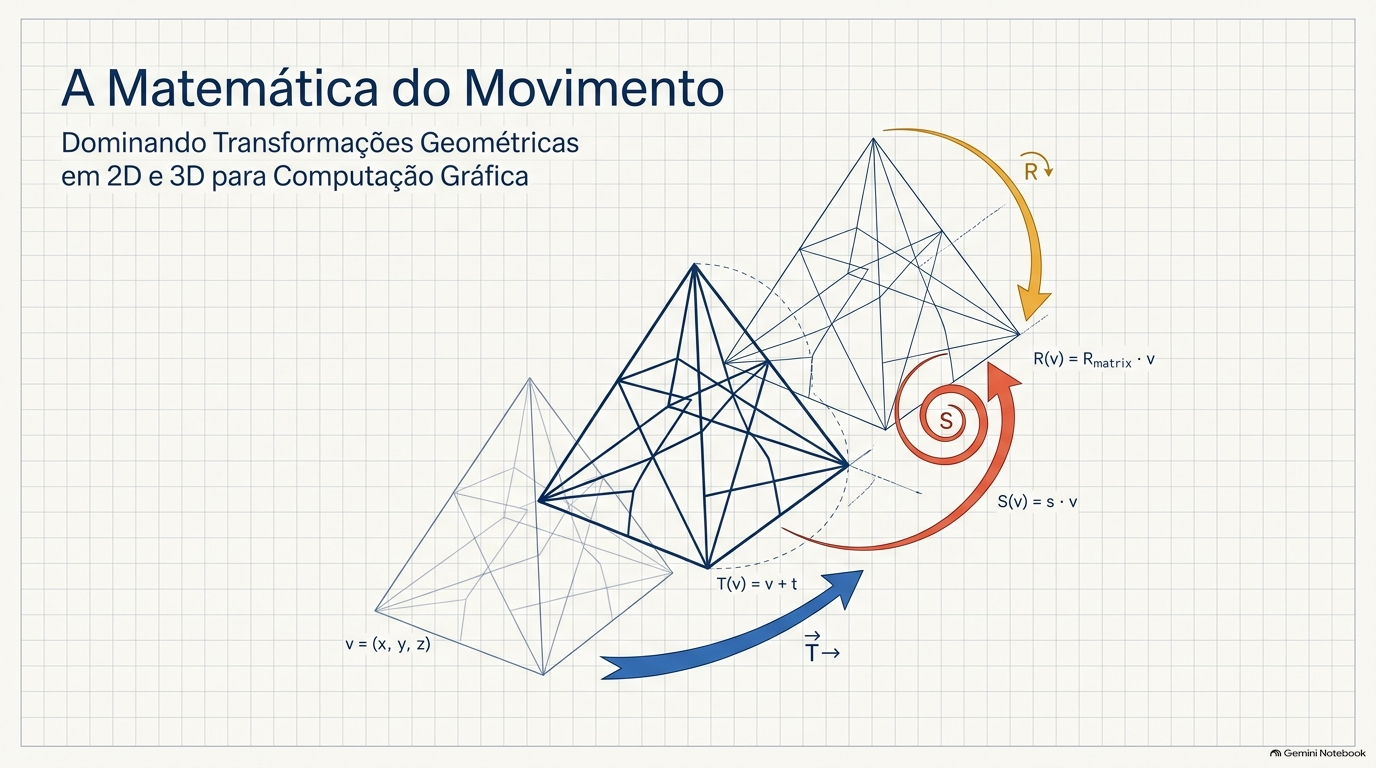 A Matemática do Movimento
Dominando Transformações Geométricas
em 2D e 3D para Computação Gráfica
R
R(v) = Rmatrix · v
S
S(v) = s · v
T(v) = v + t
T→
v = (x, y, z)
Gemini Notebook